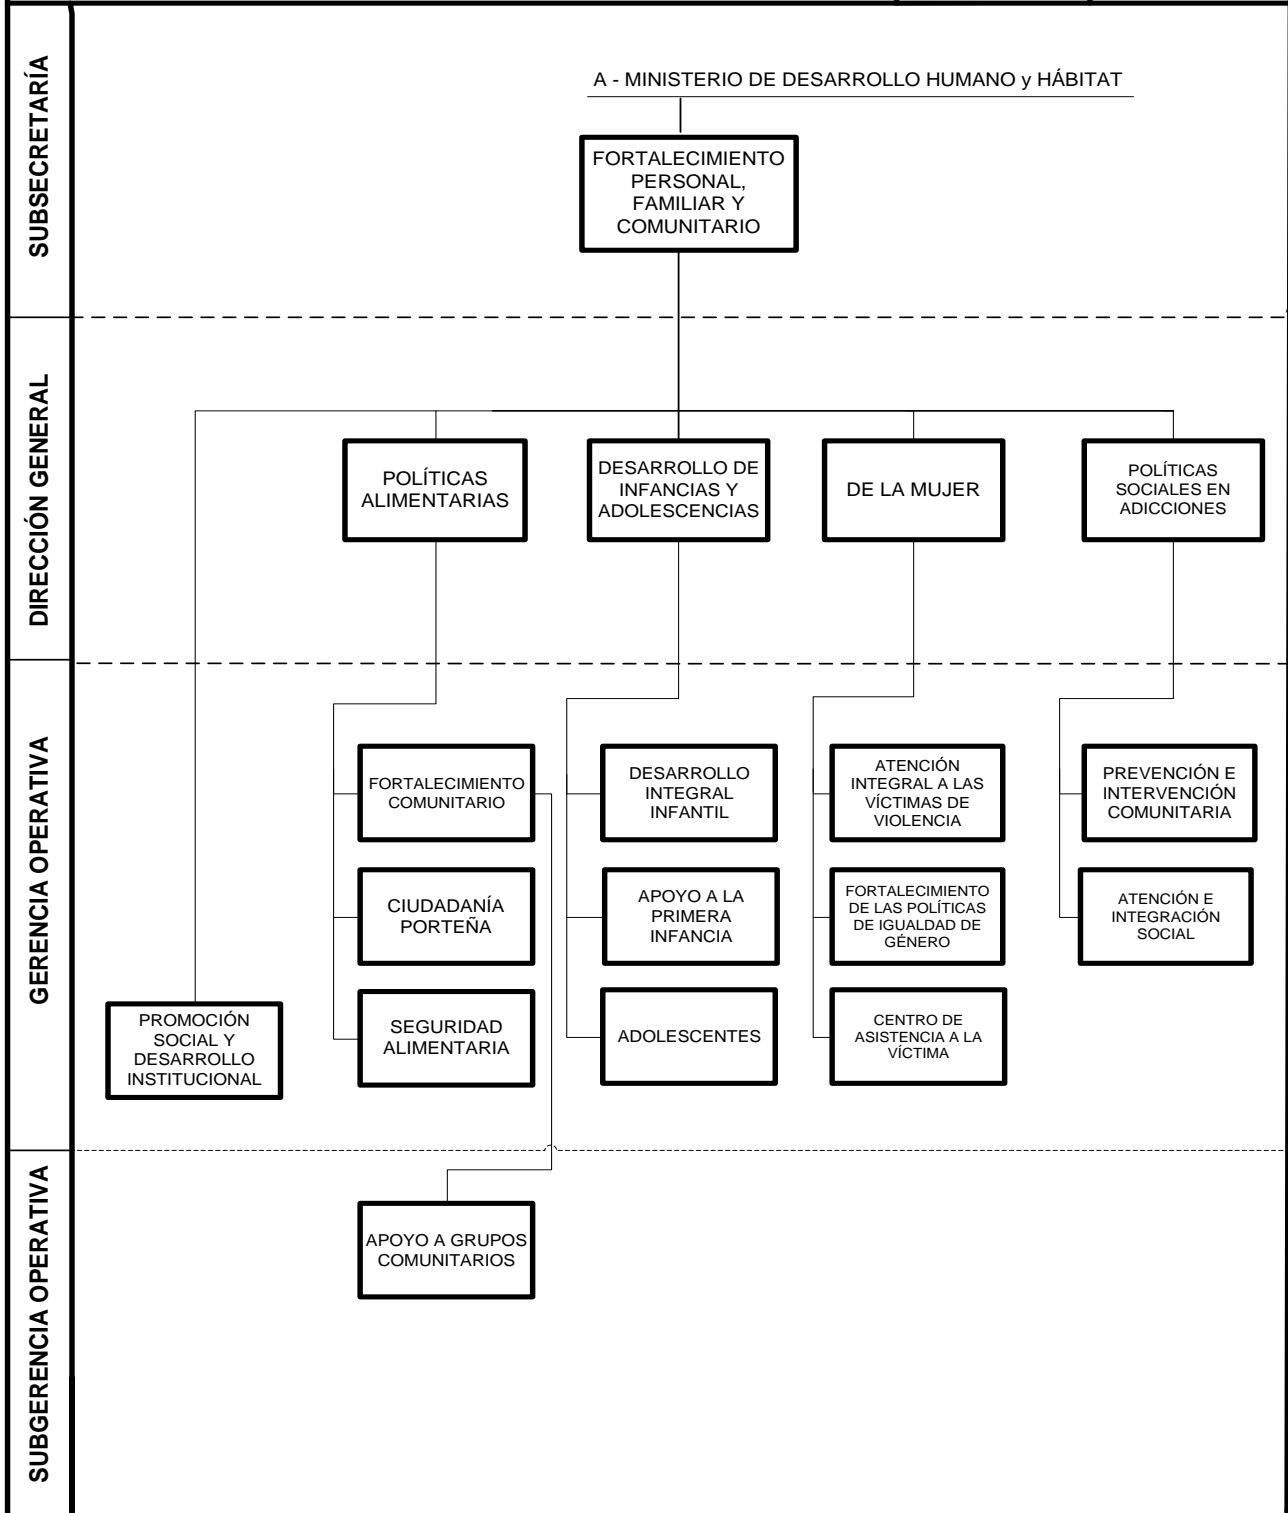 SUBSECRETARÍA
A - MINISTERIO DE DESARROLLO HUMANO y HÁBITAT
FORTALECIMIENTO
PERSONAL,
FAMILIAR Y
COMUNITARIO
DIRECCIÓN GENERAL
POLÍTICAS
ALIMENTARIAS
DESARROLLO DE
INFANCIAS Y
ADOLESCENCIAS
DE LA MUJER
POLÍTICAS
SOCIALES EN
ADICCIONES
GERENCIA OPERATIVA
PROMOCIÓN
SOCIAL Y
DESARROLLO
INSTITUCIONAL
FORTALECIMIENTO
COMUNITARIO
CIUDADANÍA
PORTEÑA
SEGURIDAD
ALIMENTARIA
DESARROLLO
INTEGRAL
INFANTIL
APOYO A LA
PRIMERA
INFANCIA
ADOLESCENTES
ATENCIÓN
INTEGRAL A LAS
VÍCTIMAS DE
VIOLENCIA
FORTALECIMIENTO
DE LAS POLÍTICAS
DE IGUALDAD DE
GÉNERO
CENTRO DE
ASISTENCIA A LA
VÍCTIMA
PREVENCIÓN E
INTERVENCIÓN
COMUNITARIA
ATENCIÓN E
INTEGRACIÓN
SOCIAL
SUBGERENCIA OPERATIVA
APOYO A GRUPOS
COMUNITARIOS